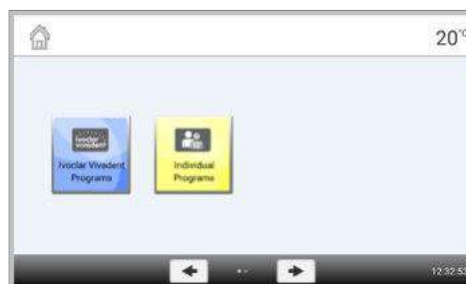 20°C
ivoclar
vivadent
Ivoclar Vivadent
Programs
Individual
Programs
12:32:53